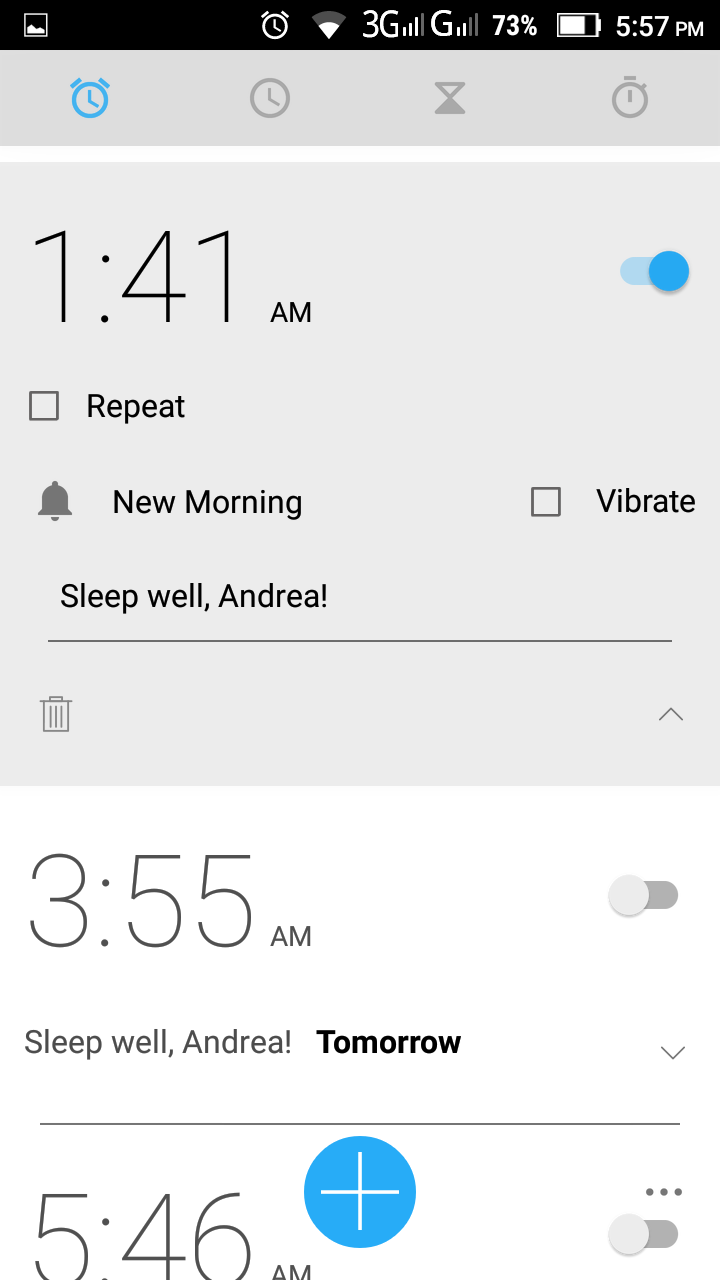 3G G 73% 5:57 PM
1:41 AM
Repeat
New Morning Vibrate
Sleep well, Andrea!
3:55 AM
Sleep well, Andrea! Tomorrow
5:46 AM